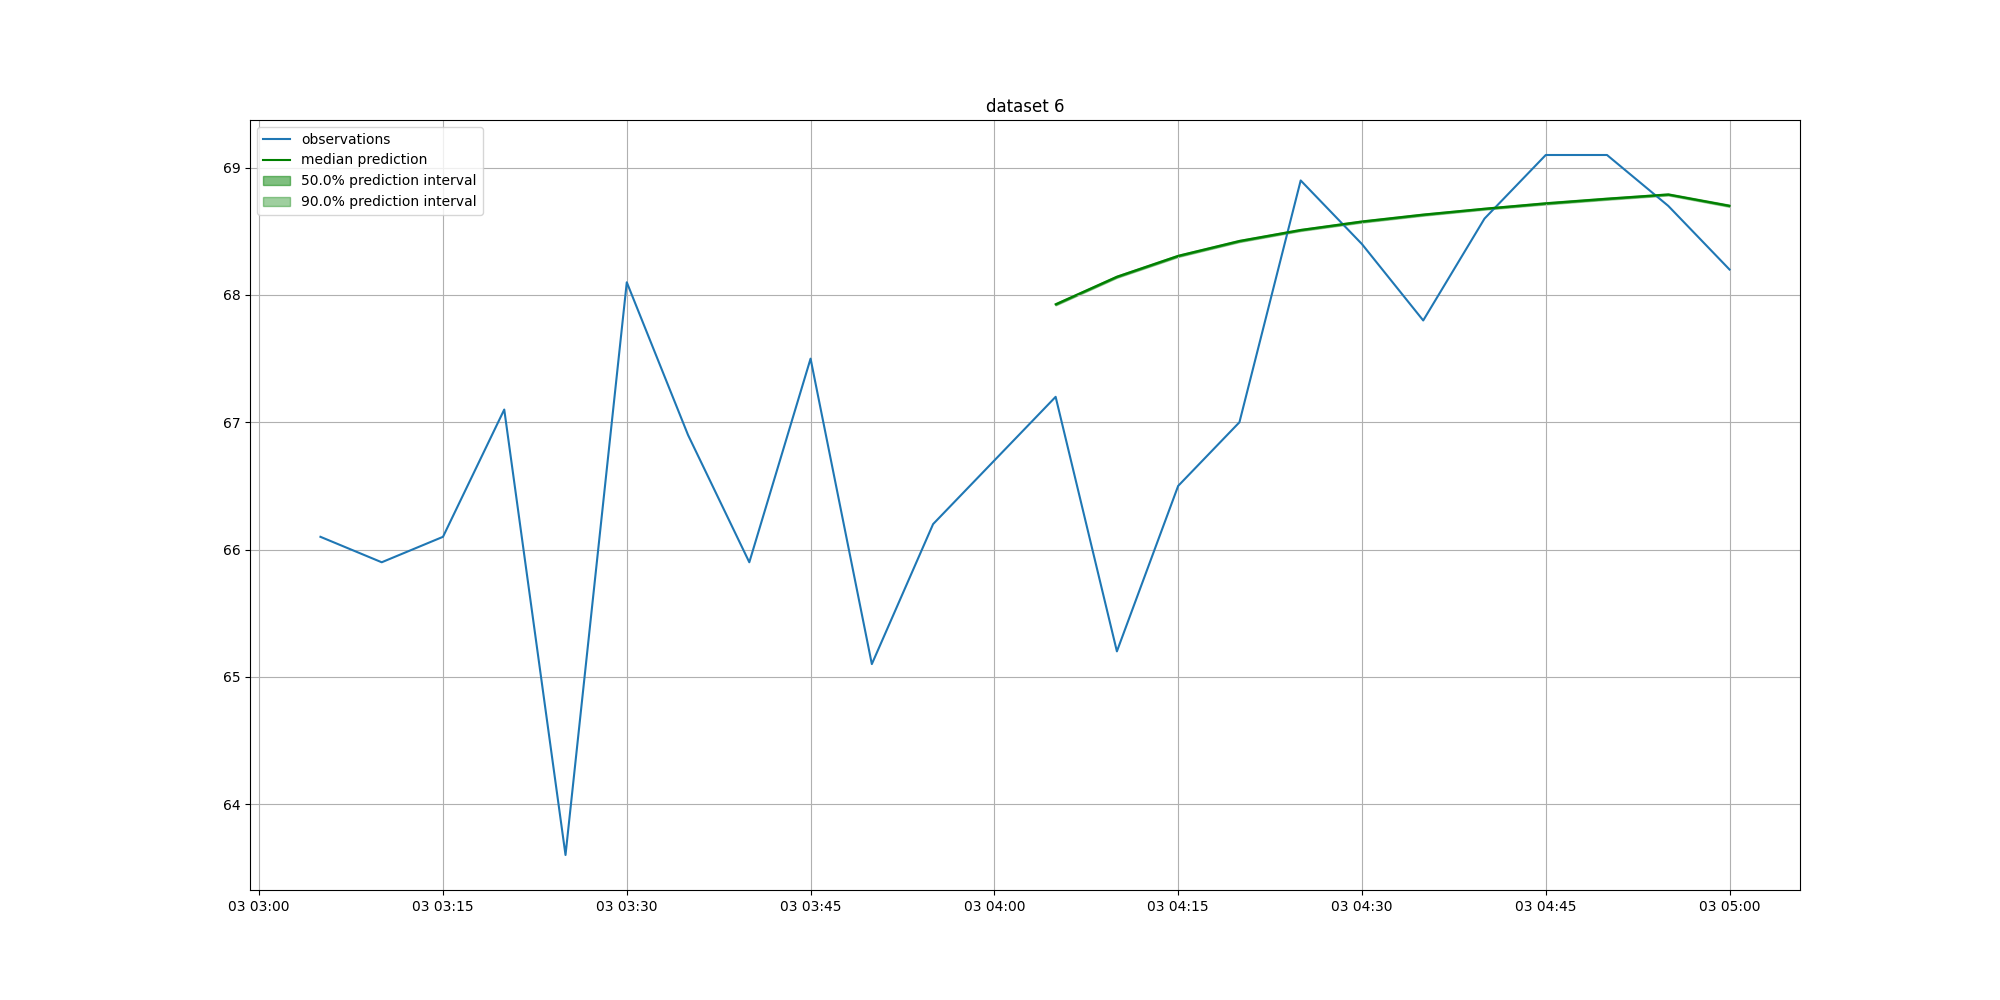 dataset 6
observations
median prediction
50.0% prediction interval
90.0% prediction interval
69
68
67
66
65
64
03 03:00 03 03:15 03 03:30 03 03:45 03 04:00 03 04:15 03 04:30 03 04:45 03 05:00